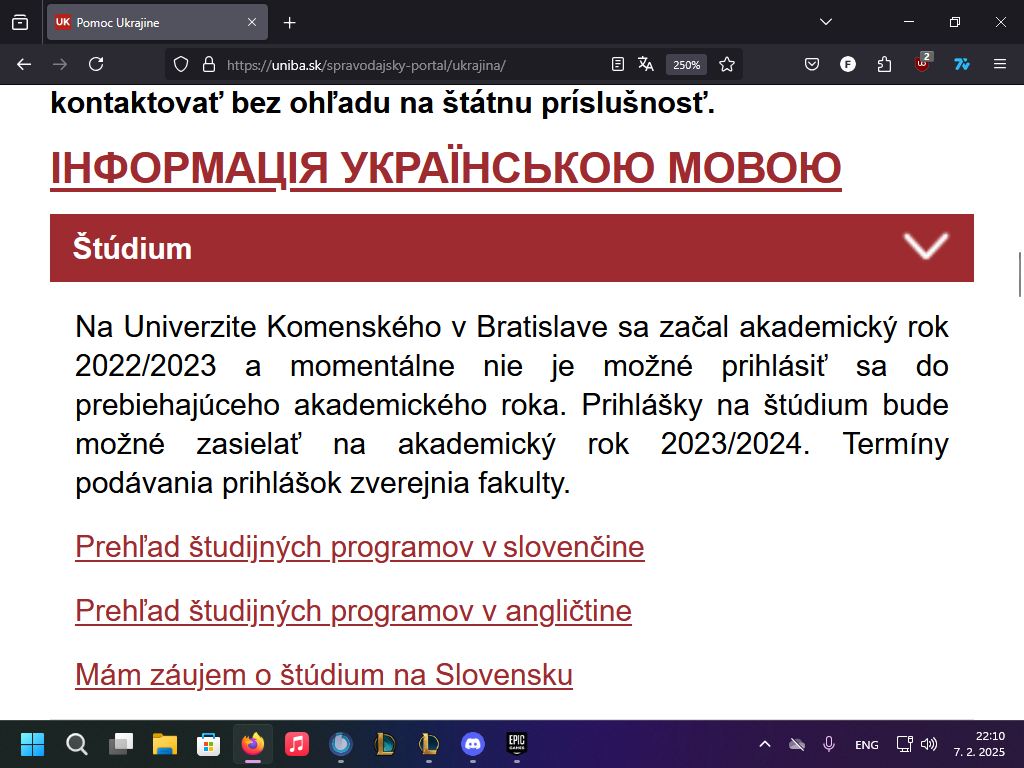 Pomoc Ukrajine
https://uniba.sk/spravodajsky-portal/ukrajina/
250%
2
kontaktovať bez ohľadu na štátnu príslušnosť.
ІНФОРМАЦІЯ УКРАЇНСЬКОЮ МОВОЮ
Štúdium
Na Univerzite Komenského v Bratislave sa začal akademický rok
2022/2023 a momentálne nie je možné prihlásiť sa do
prebiehajúceho akademického roka. Prihlášky na štúdium bude
možné zasielať na akademický rok 2023/2024. Termíny
podávania prihlášok zverejnia fakulty.
Prehľad študijných programov v slovenčine
Prehľad študijných programov v angličtine
Mám záujem o štúdium na Slovensku
EPIC
GAMES
ENG
22:10
7. 2. 2025
UK
F